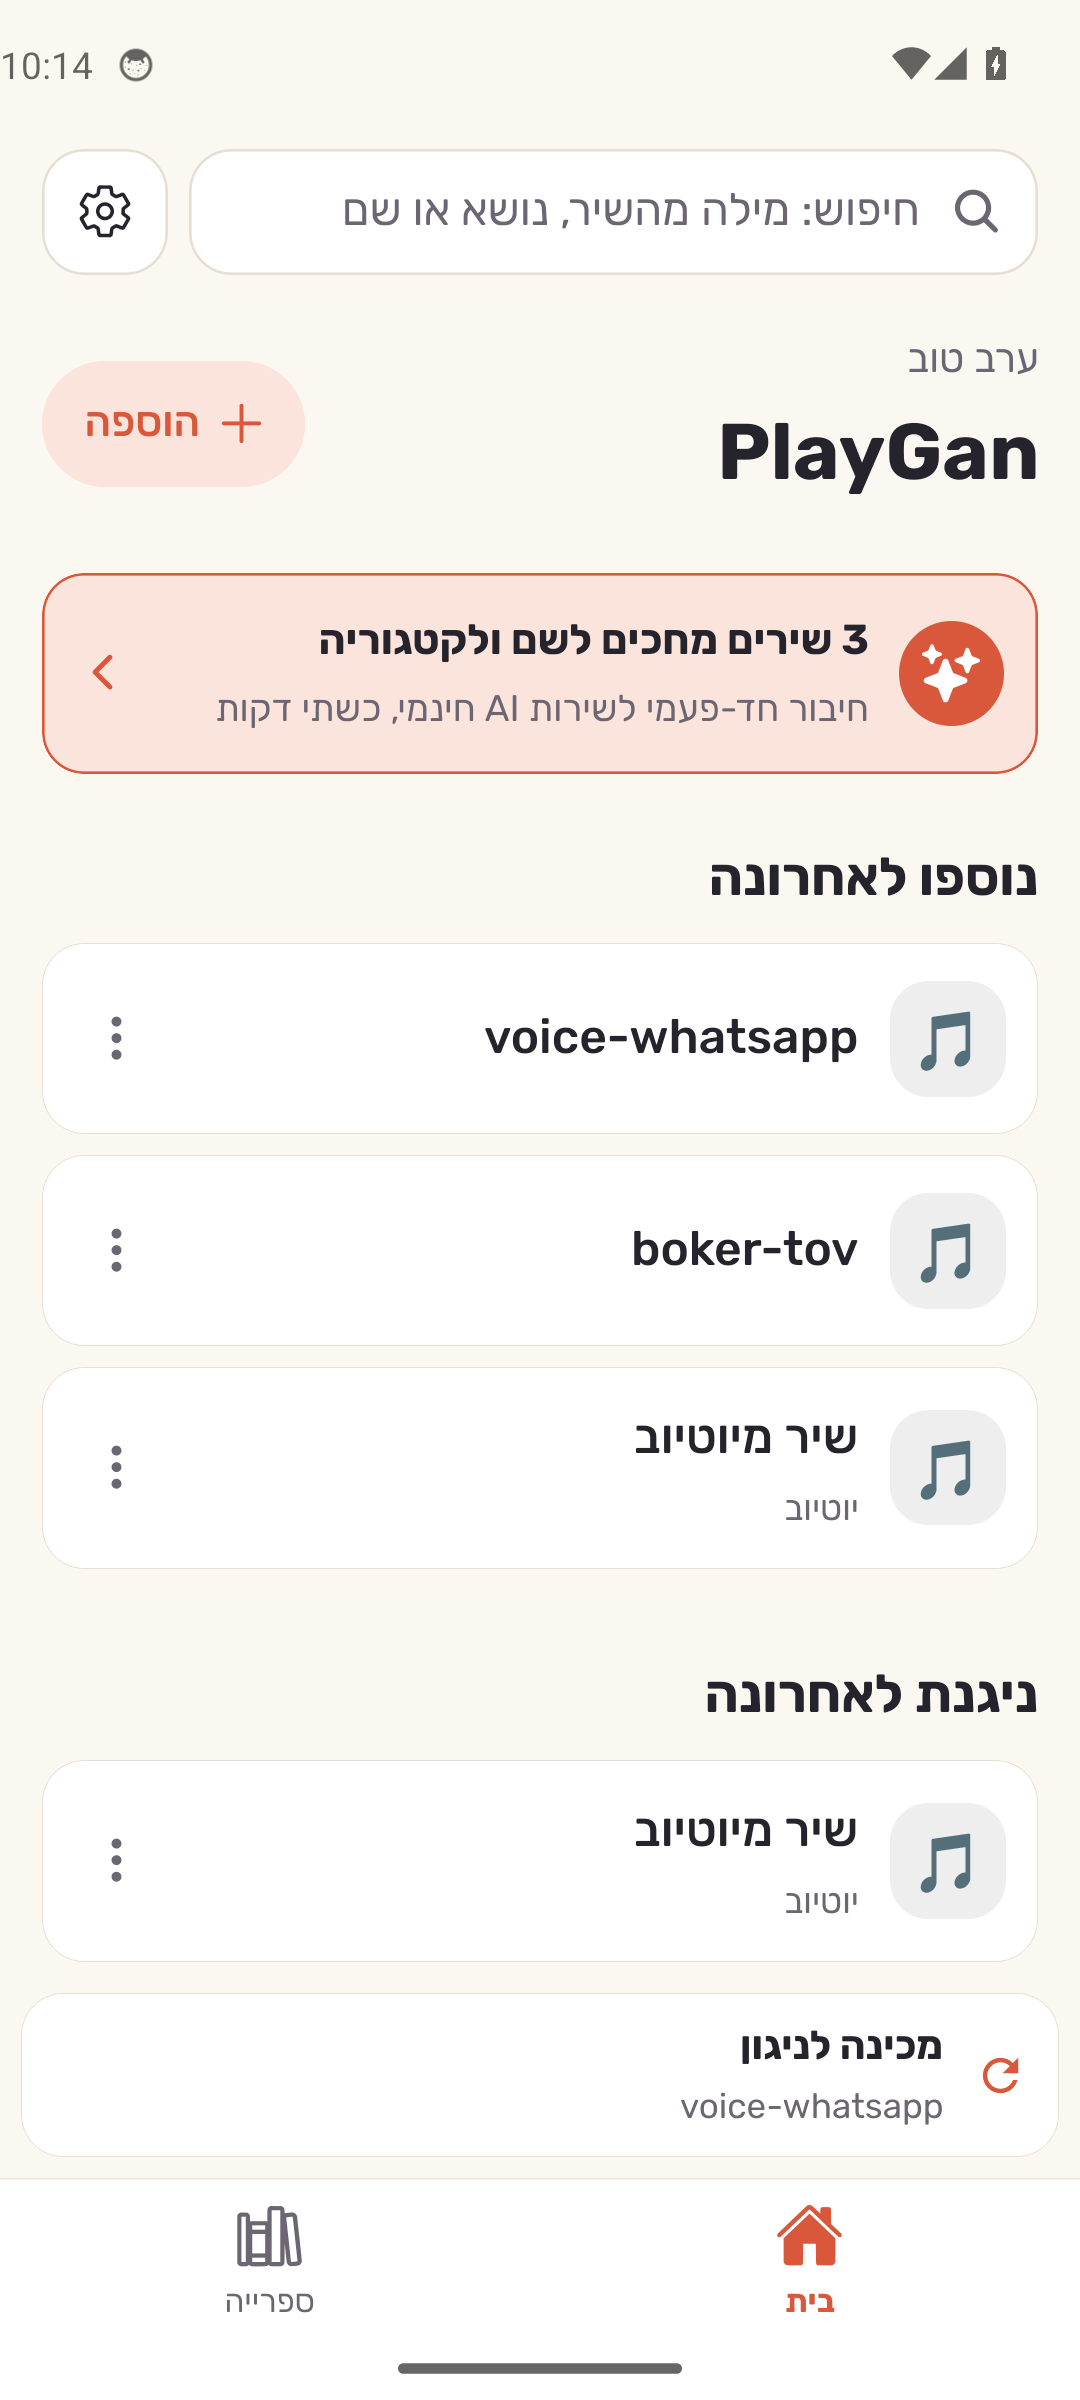 10:14
חיפוש: מילה מהשיר, נושא או שם
ערב טוב
PlayGan
הוספה
3 שירים מחכים לשם ולקטגוריה
חיבור חד-פעמי לשירות AI חינמי, כשתי דקות
נוספו לאחרונה
voice-whatsapp
boker-tov
שיר מיוטיוב
יוטיוב
ניגנת לאחרונה
שיר מיוטיוב
יוטיוב
מכינה לניגון
voice-whatsapp
בית
ספרייה